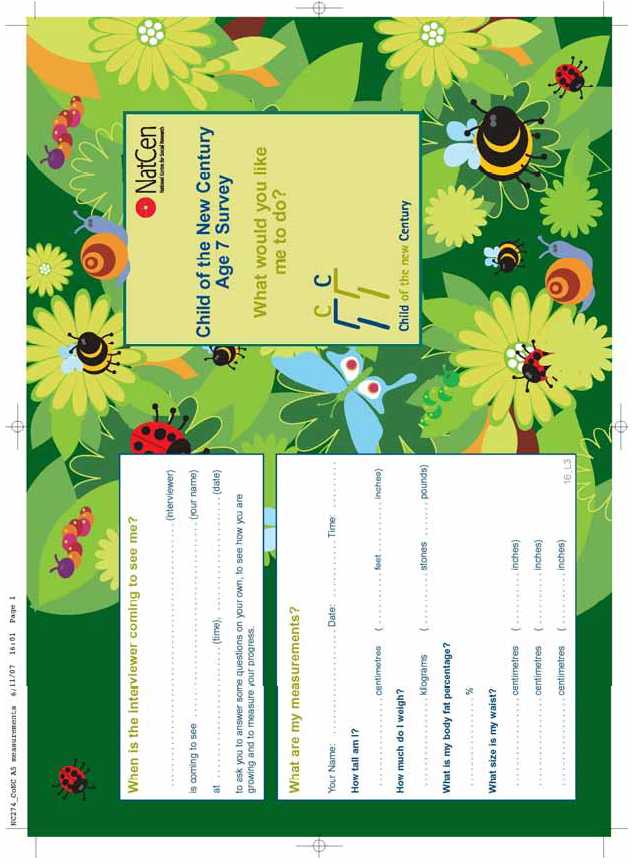 NC274_CoNC A5 measurements 6/11/07 16:01 Page 1
When is the interviewer coming to see me?
(interviewer)
is coming to see (your name)
at (time), (date)
to ask you to answer some questions on your own, to see how you are
growing and to measure your progress.
What are my measurements?
Your Name: Date: Time:
How tall am I?
centimetres ( feet inches)
How much do I weigh?
kilograms ( stones pounds)
What is my body fat percentage?
%
What size is my waist?
centimetres ( inches)
centimetres ( inches)
centimetres ( inches)
16_L3
NatCen
National Centre for Social Research
Child of the New Century
Age 7 Survey
What would you like
me to do?
C C
Child of the new Century